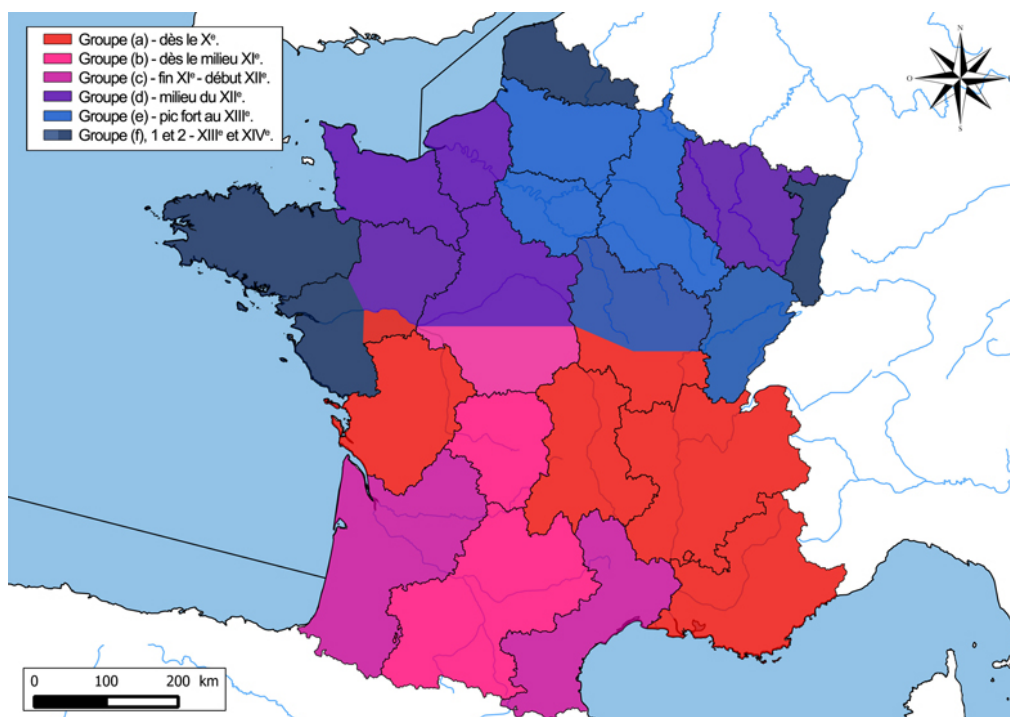 Groupe (a) - dès le Xᵉ.
Groupe (b) - dès le milieu XIᵉ.
Groupe (c) - fin XIᵉ - début XIIᵉ.
Groupe (d) - milieu du XIIᵉ.
Groupe (e) - pic fort au XIIIᵉ.
Groupe (f), 1 et 2 - XIIIᵉ et XIVᵉ.
N
O E
S
0 100 200 km